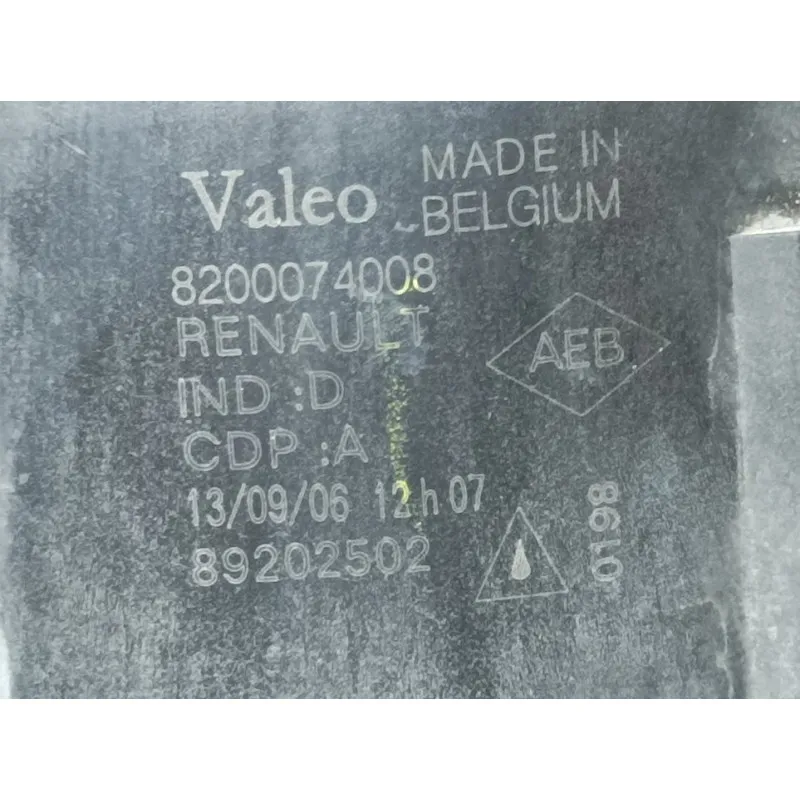 Valeo
MADE IN
BELGIUM
8200074008
RENAULT
AEB
IND :D
CDP :A
13/09/06 12h07
89202502
0198